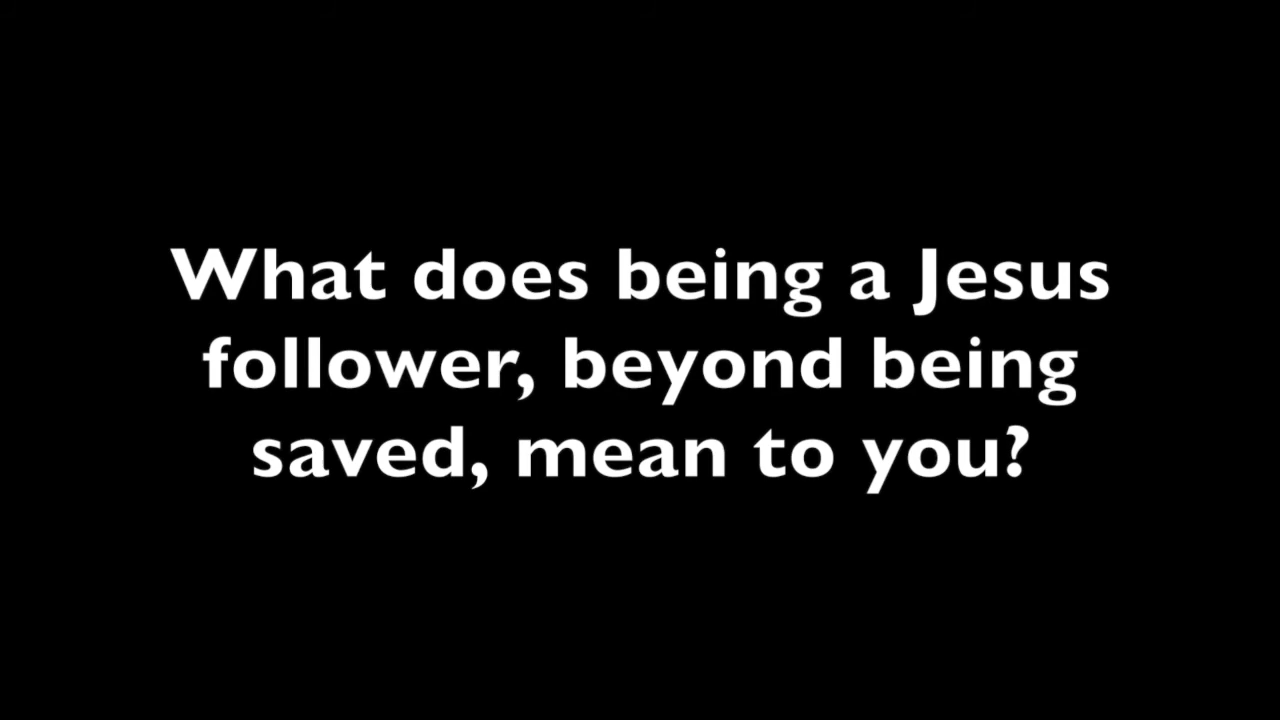 What does being a Jesus
follower, beyond being
saved, mean to you?